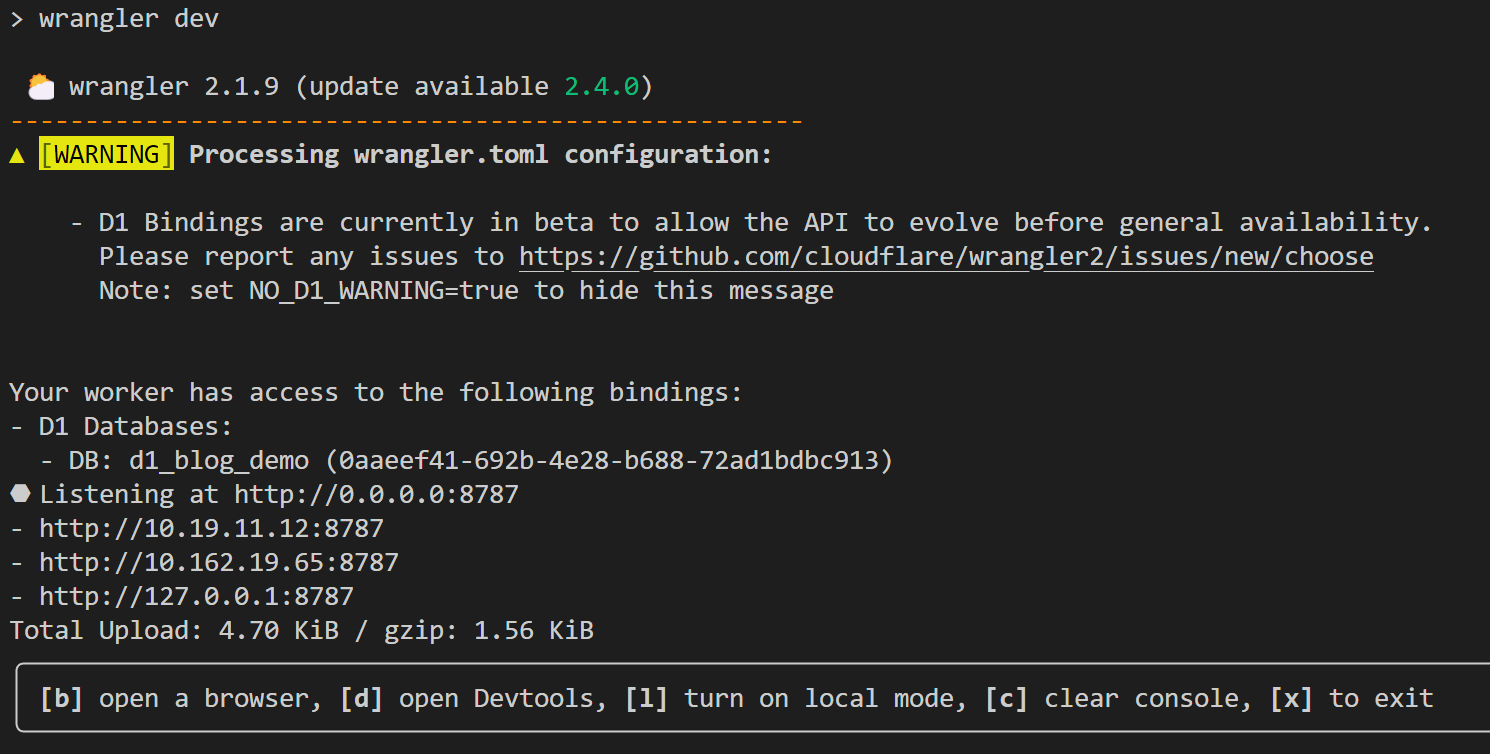 > wrangler dev
⛅ wrangler 2.1.9 (update available 2.4.0)
-----------------------------------------------------
▲ [WARNING] Processing wrangler.toml configuration:
- D1 Bindings are currently in beta to allow the API to evolve before general availability.
Please report any issues to https://github.com/cloudflare/wrangler2/issues/new/choose
Note: set NO_D1_WARNING=true to hide this message
Your worker has access to the following bindings:
- D1 Databases:
- DB: d1_blog_demo (0aaeef41-692b-4e28-b688-72ad1bdbc913)
⬣ Listening at http://0.0.0.0:8787
- http://10.19.11.12:8787
- http://10.162.19.65:8787
- http://127.0.0.1:8787
Total Upload: 4.70 KiB / gzip: 1.56 KiB
[b] open a browser, [d] open Devtools, [l] turn on local mode, [c] clear console, [x] to exit